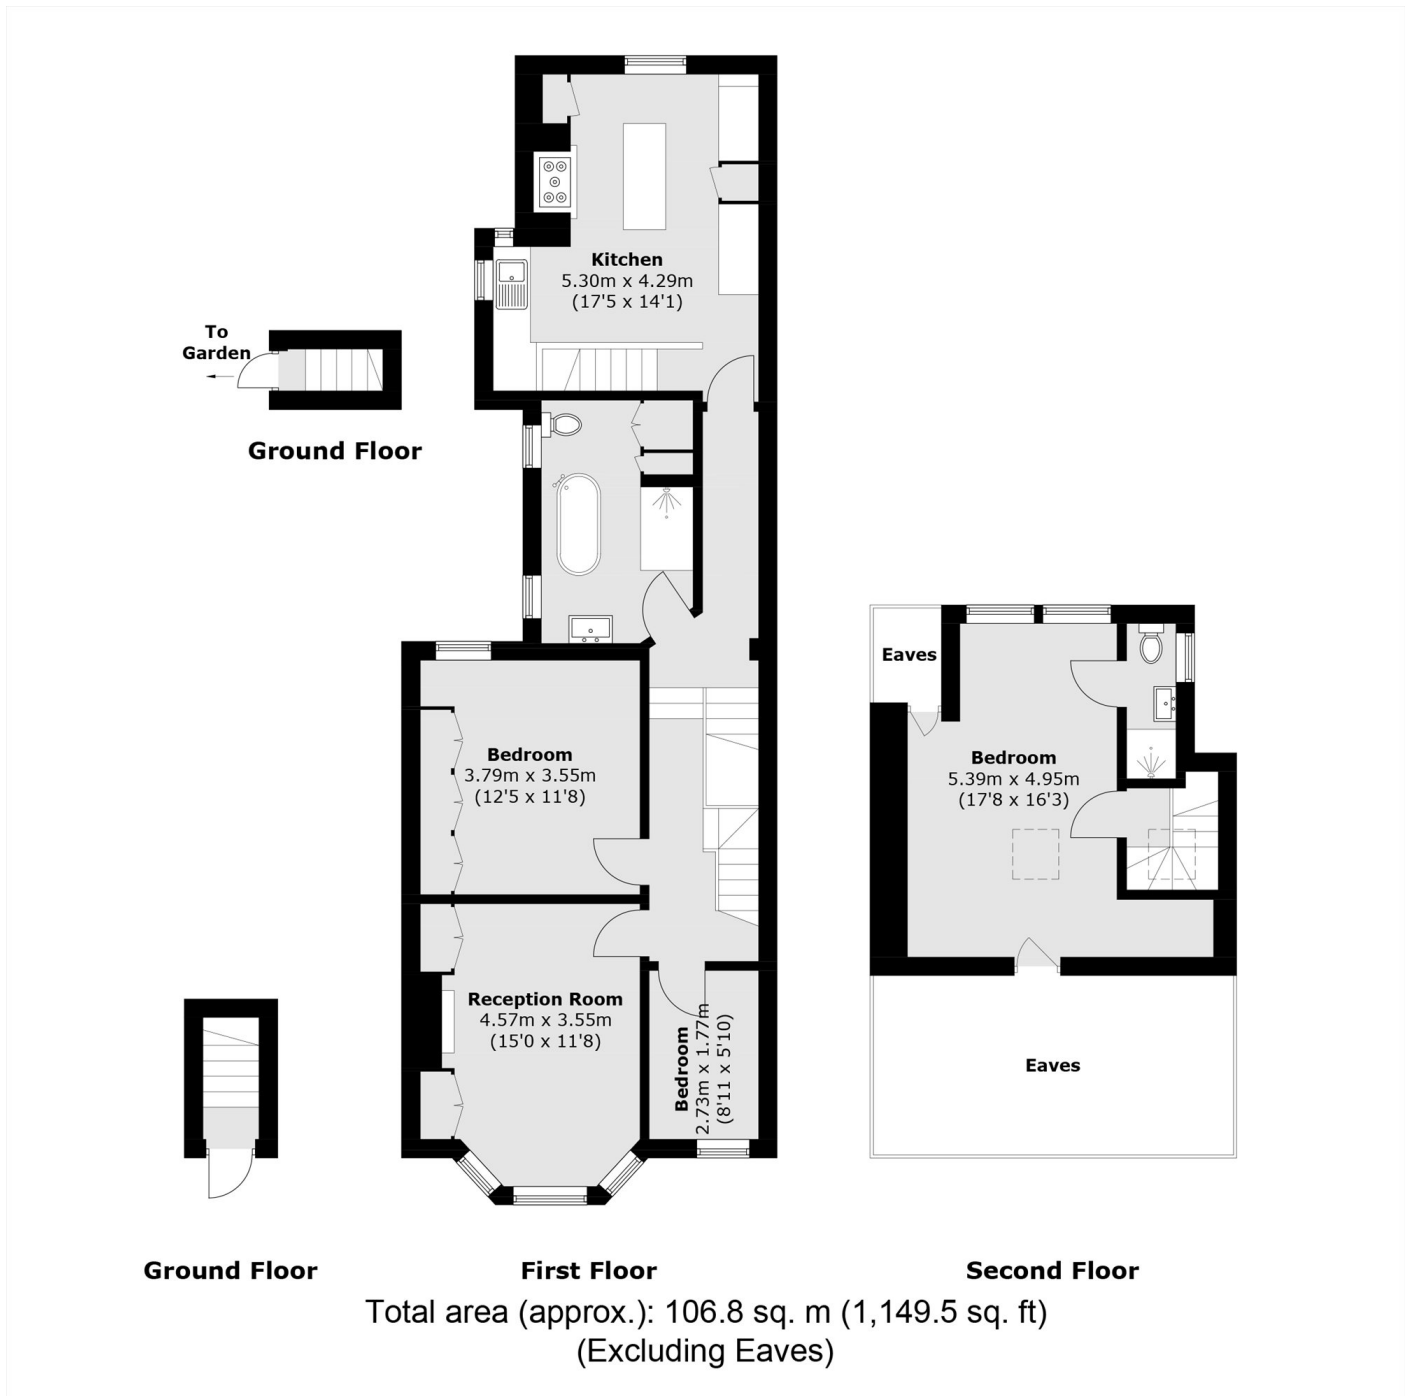 Kitchen
5.30m x 4.29m
(17'5 x 14'1)
To
Garden
Ground Floor
Eaves
Bedroom
3.79m x 3.55m
(12'5 x 11'8)
Bedroom
5.39m x 4.95m
(17'8 x 16'3)
Reception Room
4.57m x 3.55m
(15'0 x 11'8)
Bedroom
2.73m x 1.77m
(8'11 x 5'10)
Eaves
Ground Floor
First Floor
Second Floor
Total area (approx.): 106.8 sq. m (1,149.5 sq. ft)
(Excluding Eaves)